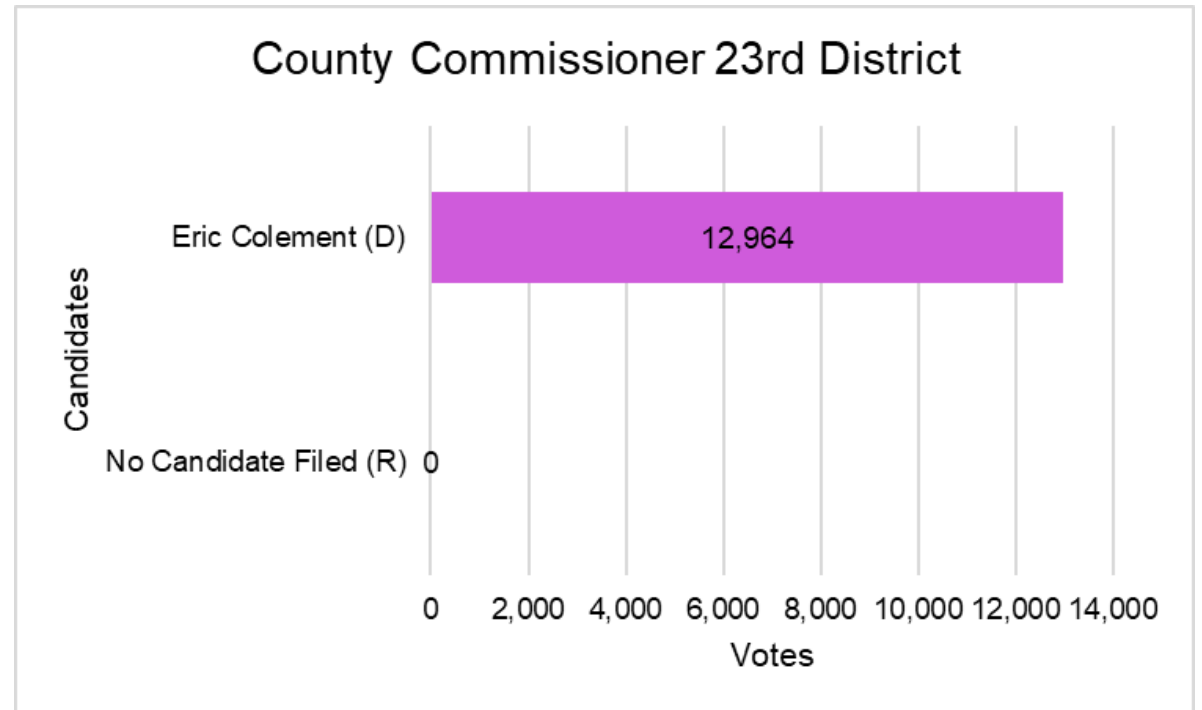 County Commissioner 23rd District
Candidates
Eric Colement (D)
12,964
No Candidate Filed (R) 0
0 2,000 4,000 6,000 8,000 10,000 12,000 14,000
Votes